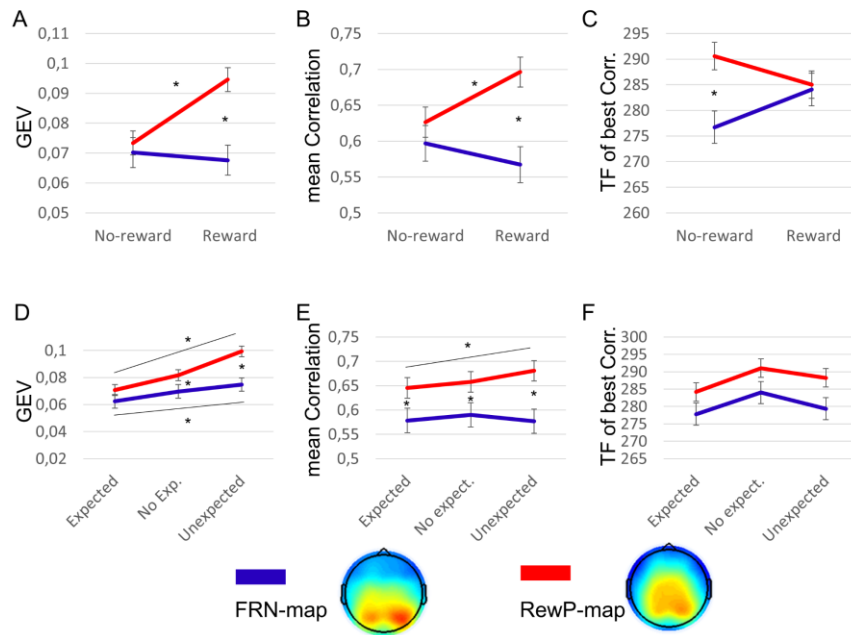 A
GEV
0,11
0,1
0,09
0,08
0,07
0,06
0,05
*
*
No-reward Reward
B
mean Correlation
0,7
0,65
0,6
0,55
0,5
*
*
No-reward Reward
C
TF of best Corr.
295
290
285
280
275
270
265
260
*
No-reward Reward
D
GEV
0,1
0,08
0,06
0,04
0,02
*
*
*
*
Expected No Exp. Unexpected
E
mean Correlation
0,75
0,7
0,65
0,6
0,55
0,5
*
*
*
*
Expected No expect. Unexpected
F
TF of best Corr.
300
295
290
285
280
275
270
265
Expected No expect. Unexpected
FRN-map
RewP-map